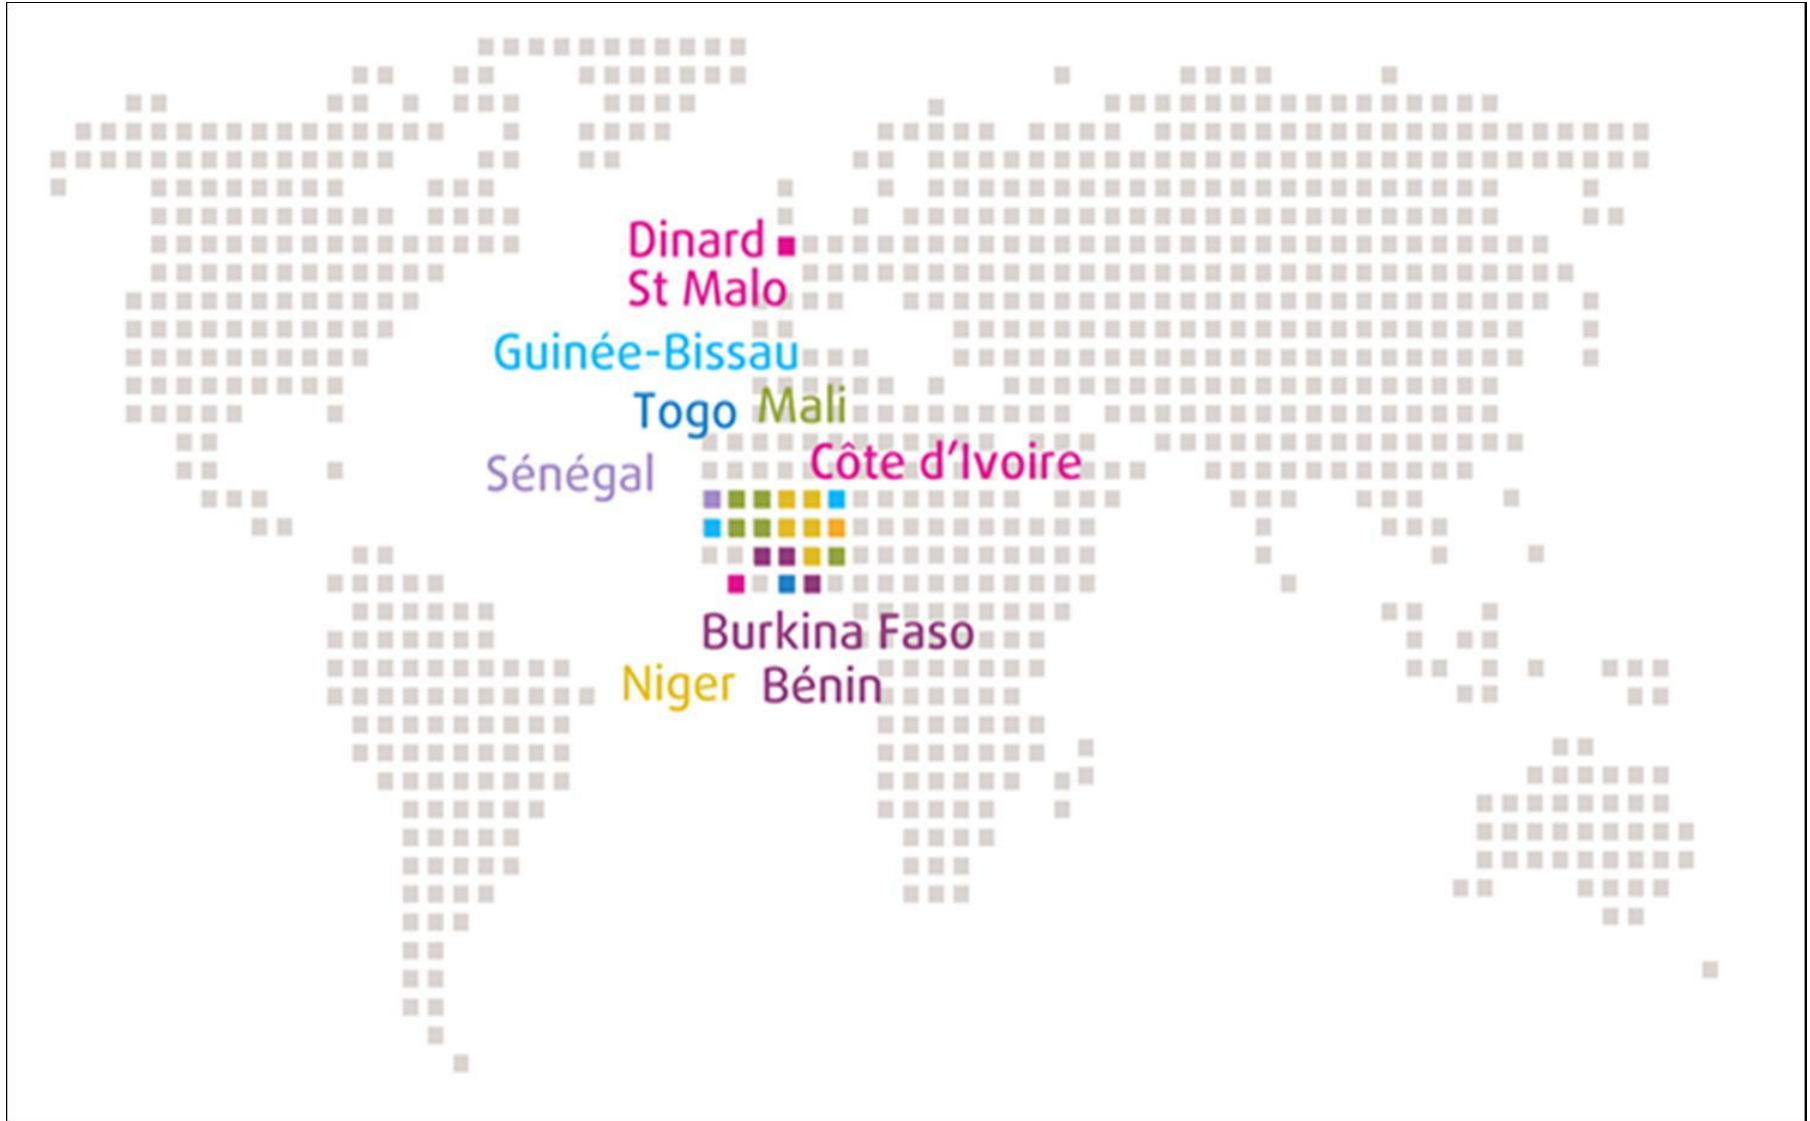 Dinard
St Malo
Guinée-Bissau
Togo Mali
Côte d'Ivoire
Sénégal
Burkina Faso
Niger Bénin